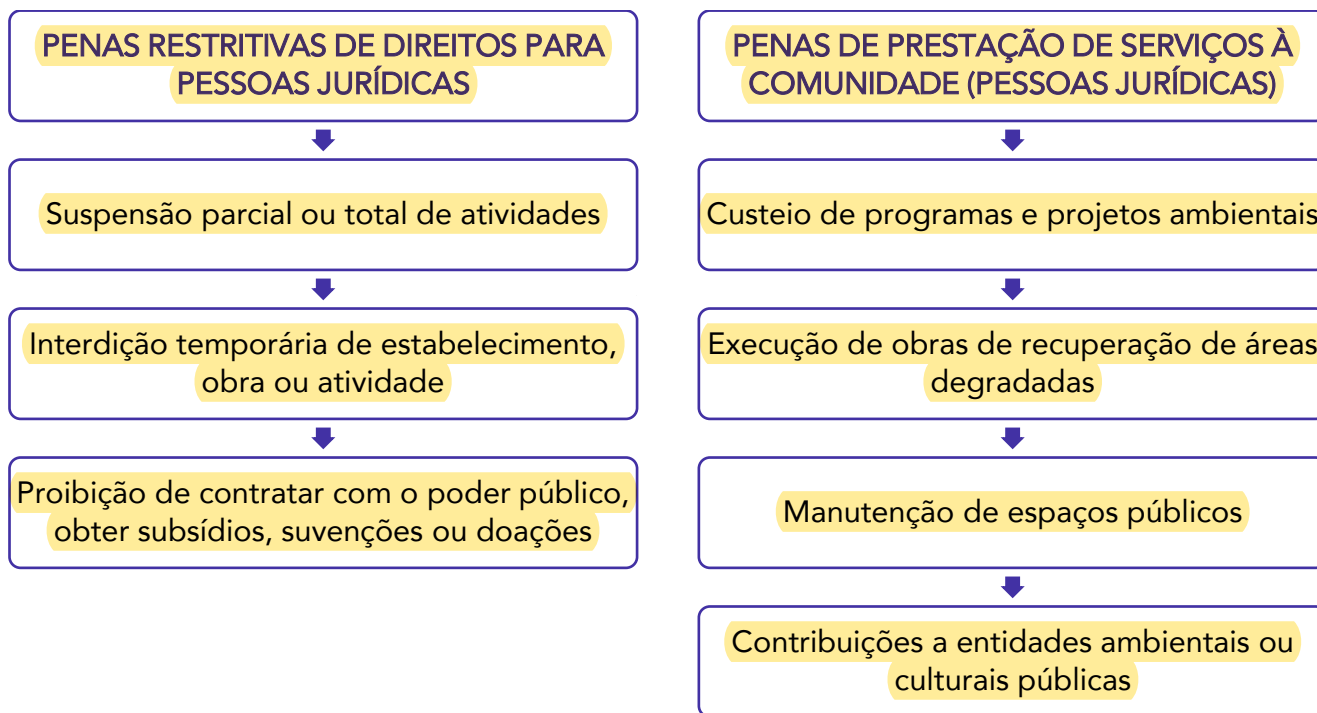 PENAS RESTRITIVAS DE DIREITOS PARA
PESSOAS JURÍDICAS
Suspensão parcial ou total de atividades
Interdição temporária de estabelecimento,
obra ou atividade
Proibição de contratar com o poder público,
obter subsídios, suvenções ou doações
PENAS DE PRESTAÇÃO DE SERVIÇOS À
COMUNIDADE (PESSOAS JURÍDICAS)
Custeio de programas e projetos ambientais
Execução de obras de recuperação de áreas
degradadas
Manutenção de espaços públicos
Contribuições a entidades ambientais ou
culturais públicas